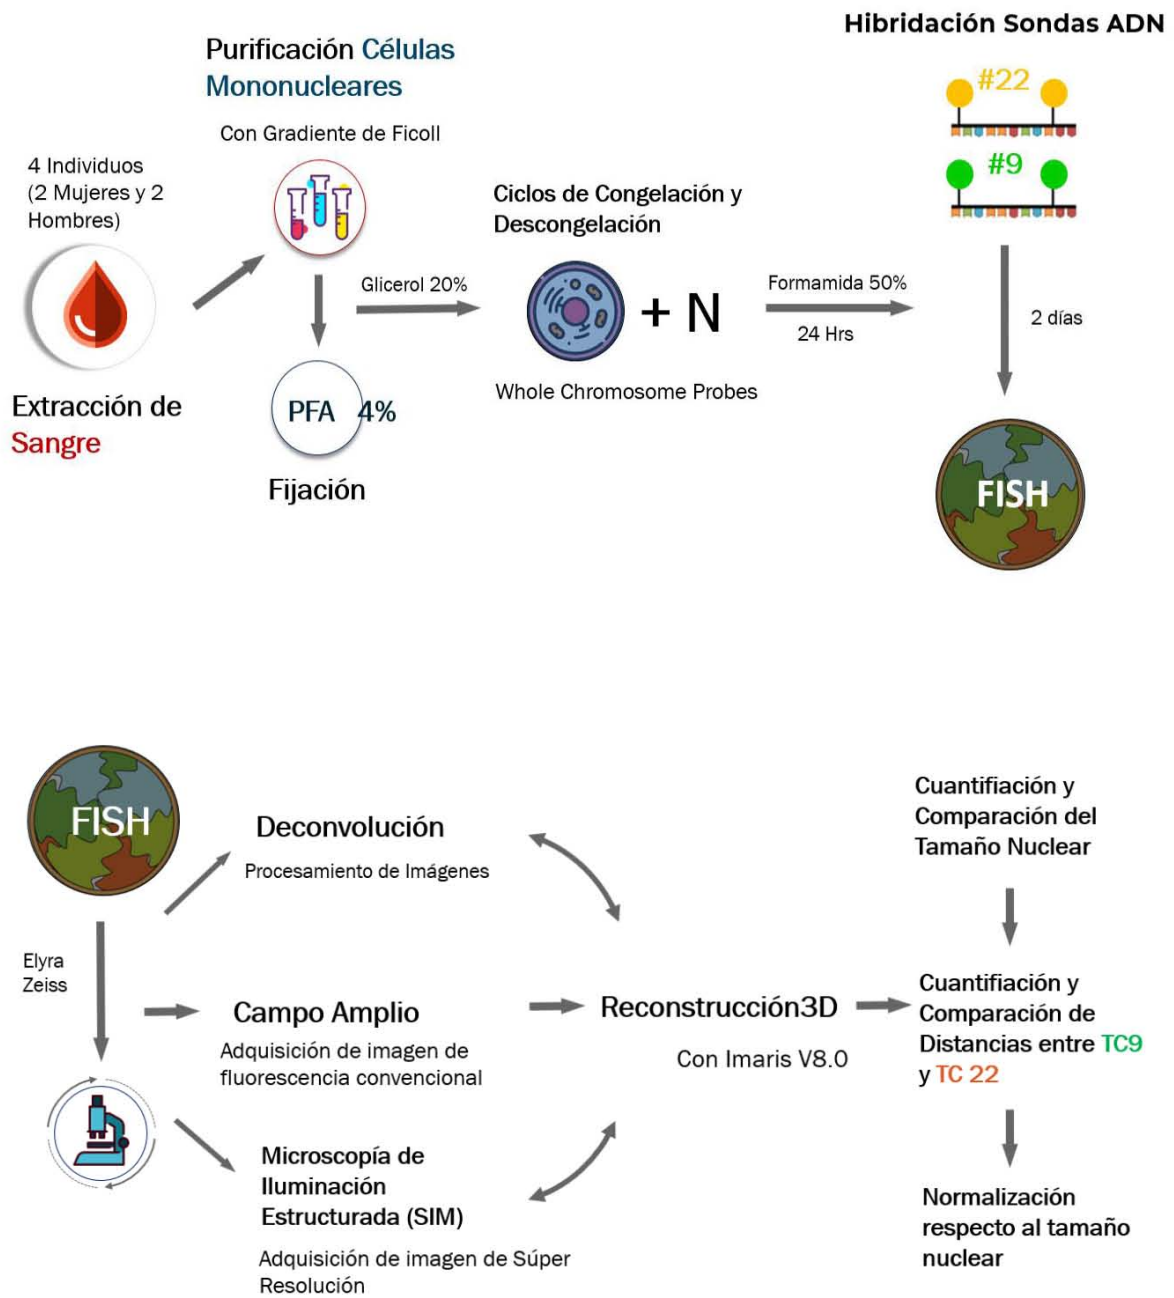 Hibridación Sondas ADN
#22
#9
Purificación Células
Mononucleares
Con Gradiente de Ficoll
4 Individuos
(2 Mujeres y 2
Hombres)
Ciclos de Congelación y
Descongelación
Glicerol 20%
+ N
Formamida 50%
24 Hrs
2 días
Whole Chromosome Probes
Extracción de
Sangre
PFA 4%
Fijación
FISH
FISH
Deconvolución
Procesamiento de Imágenes
Elyra
Zeiss
Campo Amplio
Adquisición de imagen de
fluorescencia convencional
Microscopía de
Iluminación
Estructurada (SIM)
Adquisición de imagen de Súper
Resolución
Reconstrucción3D
Con Imaris V8.0
Cuantifiación y
Comparación del
Tamaño Nuclear
Cuantifiación y
Comparación de
Distancias entre TC9
y TC 22
Normalización
respecto al tamaño
nuclear